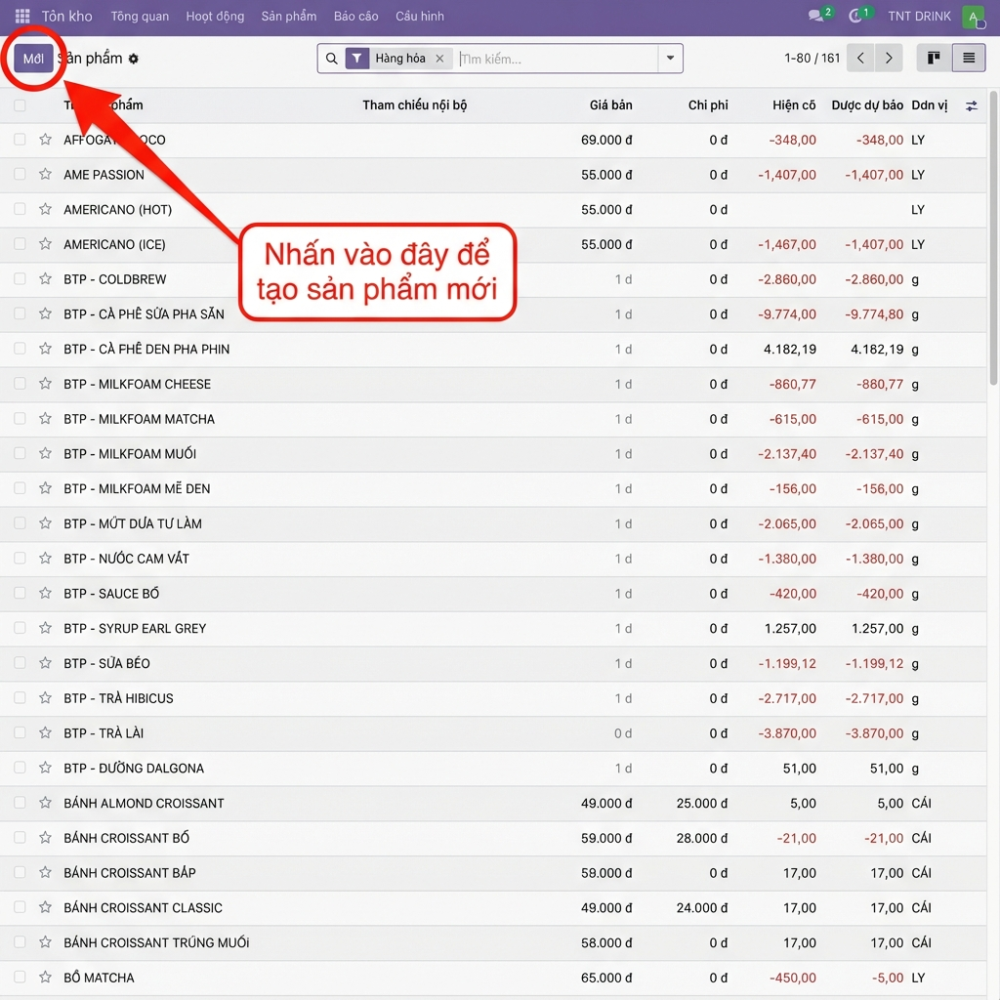 Tồn kho Tổng quan Hoạt động Sản phẩm Báo cáo Cấu hình 2 1 TNT DRINK A
Mới Sản phẩm Hàng hóa × Tìm kiếm... 1-80 / 161
phẩm Tham chiếu nội bộ Giá bản Chi phi Hiện cõ Dược dự bảo Ddn vị
AFFOGA OCO 69.000 đ 0 đ -348,00 -348,00 LY
AME PASSION 55.000 đ 0 đ -1,407,00 -1,407,00 LY
AMERICANO (HOT) 55.000 đ 0 d LY
AMERICANO (ICE) 55.000 đ 0 đ -1,467,00 -1,407,00 LY
Nhấn vào đây để
tạo sản phẩm mới
BTP - COLDBREW 1 d 0 đ -2.860,00 -2.860,00 g
BTP - CÀ PHÊ SỮA PHA SẴN 1 d 0 đ -9.774,00 -9.774,80 g
BTP - CÀ FHÊ DEN PHA PHIN 1 d 0 đ 4.182,19 4.182,19 g
BTP - MILKFOAM CHEESE 1 d 0 đ -860,77 -880,77 g
BTP - MILKFOAM MATCHA 1 d 0 đ -615,00 -615,00 g
BTP - MILKFOAM MUỐI 1 d 0 đ -2.137,40 -2.137,40 g
BTP - MILKFOAM MẼ DEN 1 d 0 đ -156,00 -156,00 g
BTP - MỨT DƯA TƯ LÀM 1 d 0 đ -2.065,00 -2.065,00 g
BTP - NƯỚC CAM VẮT 1 d 0 đ -1.380,00 -1.380,00 g
BTP - SAUCE BỐ 1 d 0 đ -420,00 -420,00 g
BTP - SYRUP EARL GREY 1 d 0 đ 1.257,00 1.257,00 g
BTP - SỮA BÉO 1 d 0 đ -1.199,12 -1.199,12 g
BTP - TRÀ HIBICUS 1 d 0 đ -2.717,00 -2.717,00 g
BTP - TRÀ LÀI 0 d 0 đ -3.870,00 -3.870,00 g
BTP - ĐƯỜNG DALGONA 1 d 0 đ 51,00 51,00 g
BÁNH ALMOND CROISSANT 49.000 đ 25.000 đ 5,00 5,00 CÁI
BÁNH CROISSANT BỐ 59.000 đ 28.000 đ -21,00 -21,00 CÁI
BÁNH CROISSANT BẮP 59.000 đ 0 đ 17,00 17,00 CÁI
BÁNH CROISSANT CLASSIC 49.000 đ 24.000 đ 17,00 17,00 CÁI
BÁNH CROISSANT TRỨNG MUỐi 58.000 đ 0 đ 17,00 17,00 CÁI
BỒ MATCHA 65.000 đ 0 đ -450,00 -5,00 LY